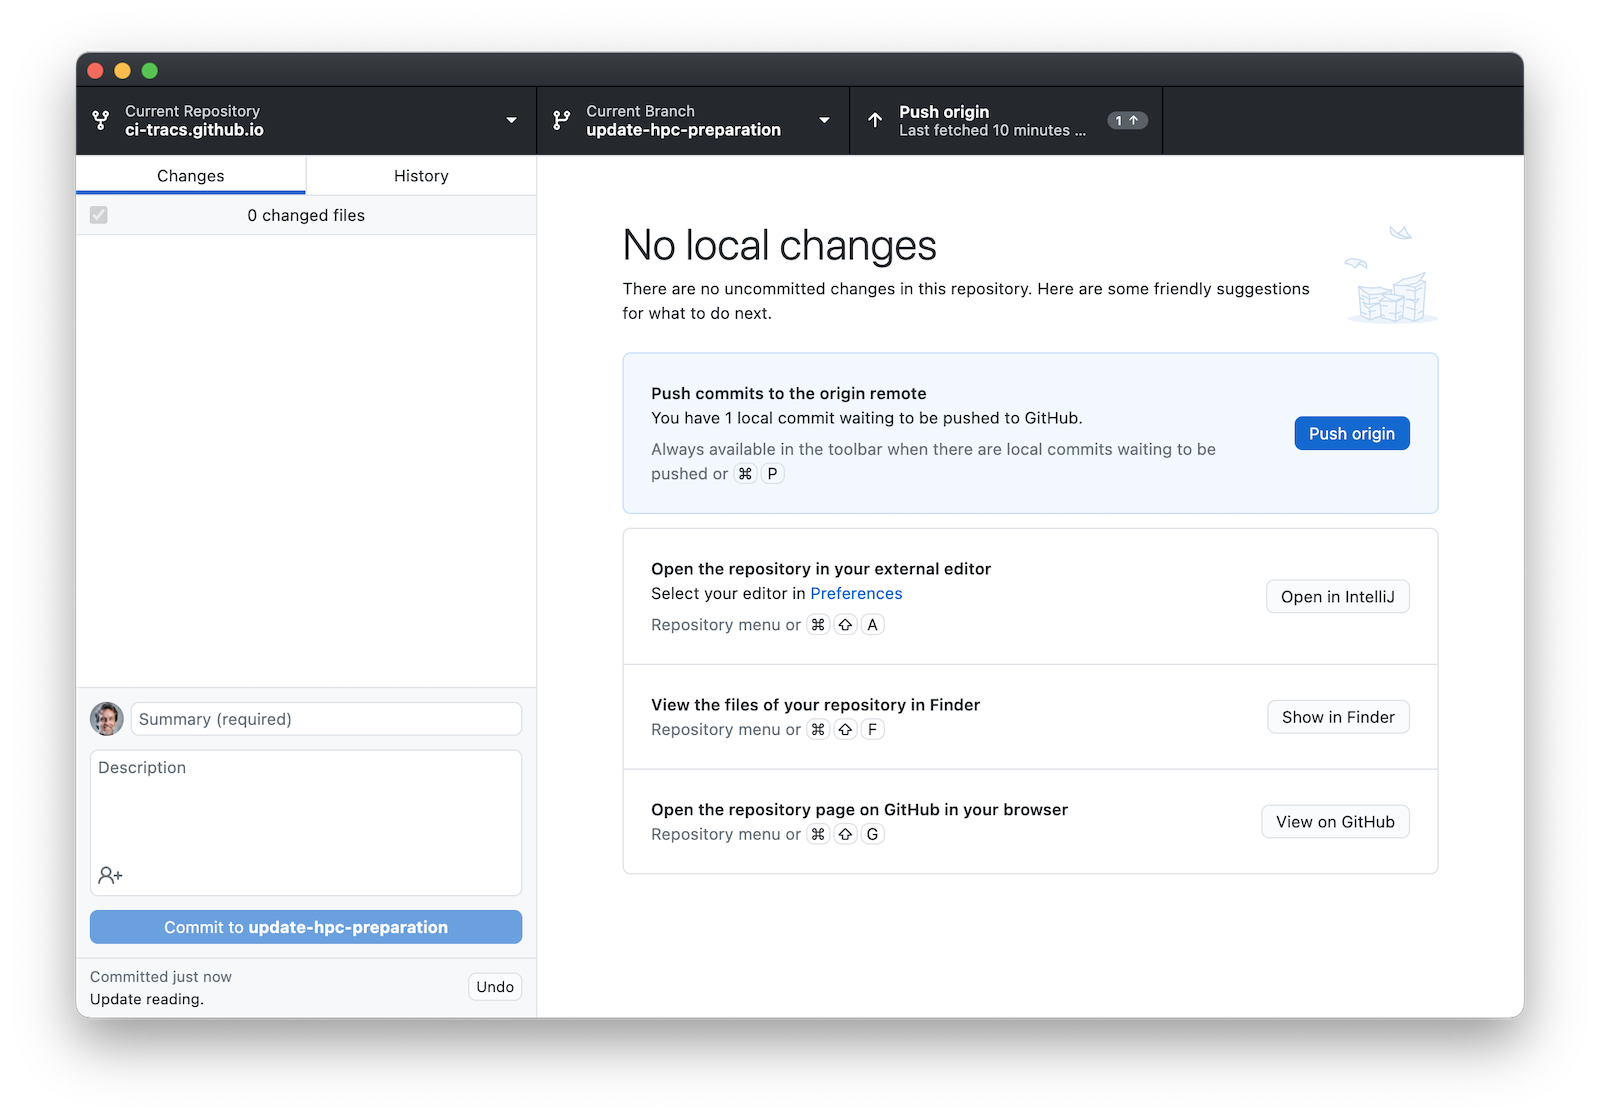 Current Repository
ci-tracs.github.io
Current Branch
update-hpc-preparation
Push origin
Last fetched 10 minutes ...
1
Changes
History
0 changed files
No local changes
There are no uncommitted changes in this repository. Here are some friendly suggestions
for what to do next.
Push commits to the origin remote
You have 1 local commit waiting to be pushed to GitHub.
Always available in the toolbar when there are local commits waiting to be
pushed or ⌘ P
Push origin
Open the repository in your external editor
Select your editor in Preferences
Repository menu or ⌘ ⇧ A
Open in IntelliJ
View the files of your repository in Finder
Repository menu or ⌘ ⇧ F
Show in Finder
Open the repository page on GitHub in your browser
Repository menu or ⌘ ⇧ G
View on GitHub
Summary (required)
Description
Commit to update-hpc-preparation
Committed just now
Update reading.
Undo